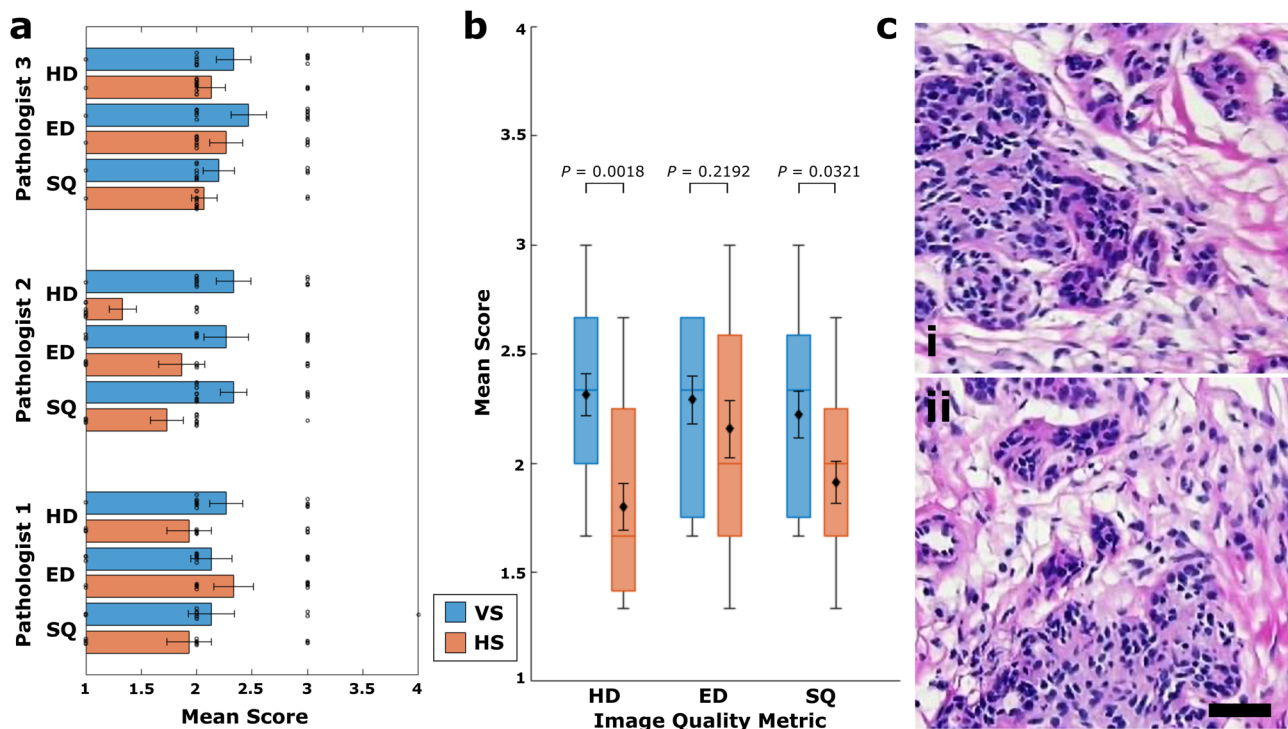 a
Pathologist 3
HD
ED
SQ
Pathologist 2
HD
ED
SQ
Pathologist 1
HD
ED
SQ
1 1.5 2 2.5 3 3.5 4
Mean Score
VS
HS
b
4
3.5
3
2.5
2
1.5
1
Mean Score
P = 0.0018
P = 0.2192
P = 0.0321
HD ED SQ
Image Quality Metric
c
i
ii